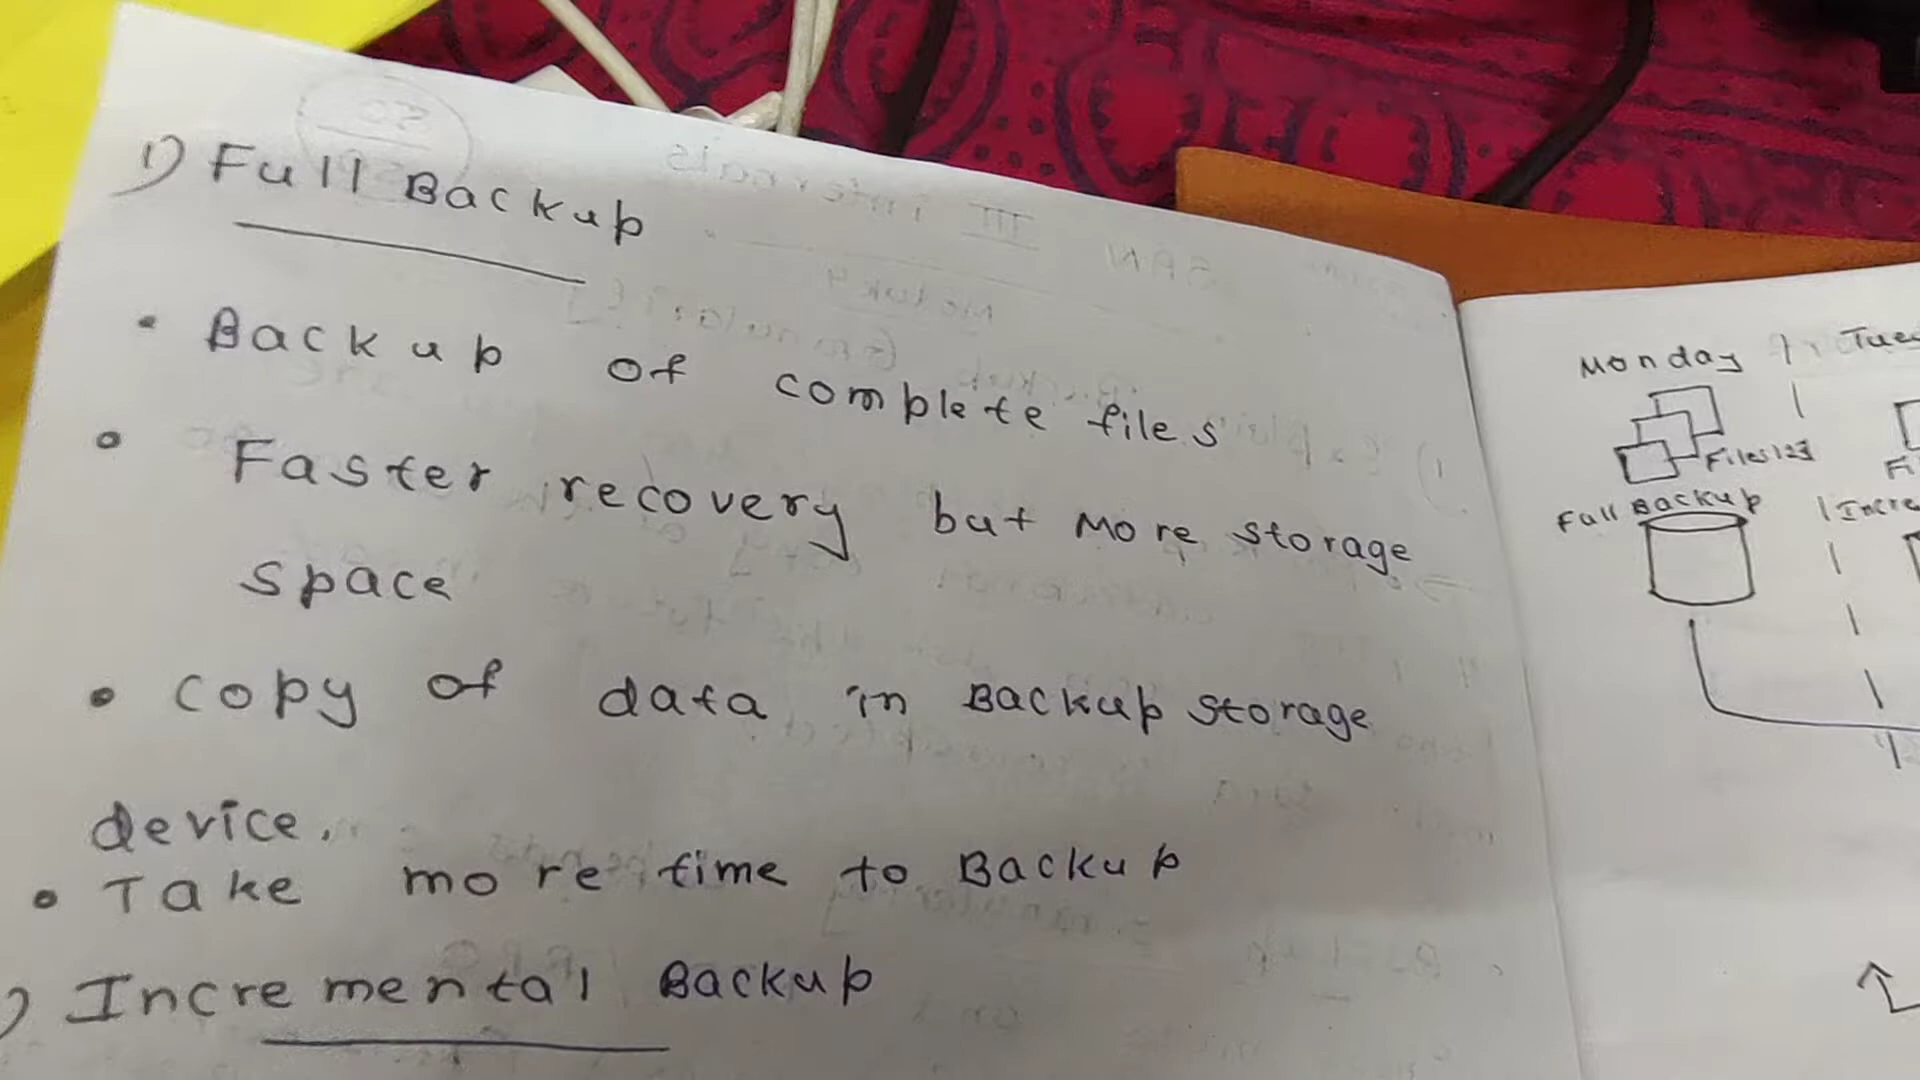 1) Full Backup
• Backup of complete files
• Faster recovery but More storage
space
• copy of data in Backup storage
device.
• Take more time to Backup
) Incremental Backup
Monday
Files123
Full Backup